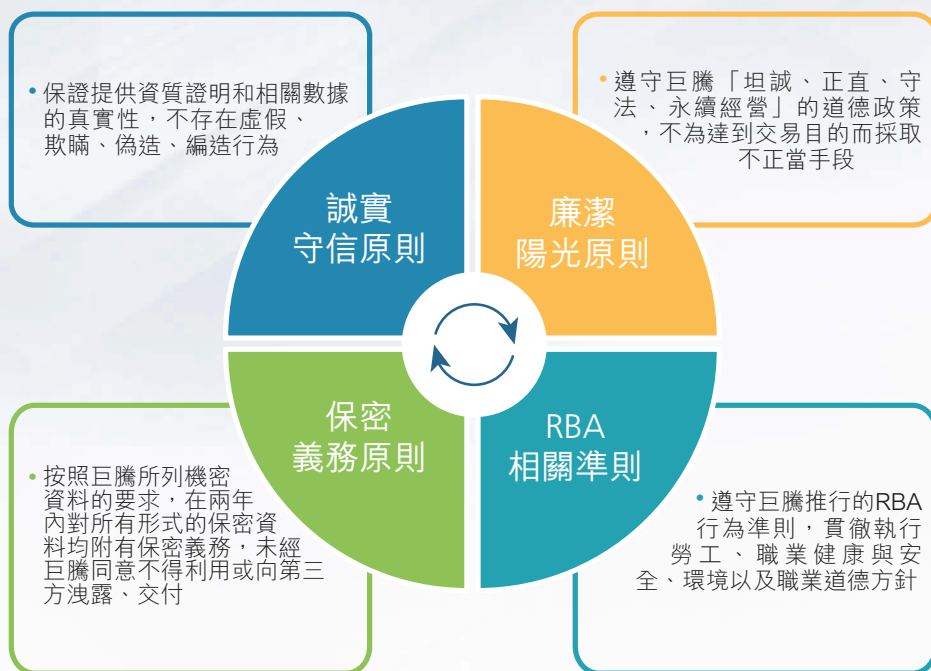 • 保證提供資質證明和相關數據
的真實性，不存在虛假、
欺瞞、偽造、編造行為
• 遵守巨騰「坦誠、正直、守
法、永續經營」的道德政策
，不為達到交易目的而採取
不正當手段
誠實
守信原則
廉潔
陽光原則
保密
義務原則
RBA
相關準則
• 按照巨騰所列機密
資料的要求，在兩年
內對所有形式的保密資
料均附有保密義務，未經
巨騰同意不得利用或向第三
方洩露、交付
• 遵守巨騰推行的RBA
行為準則，貫徹執行
勞工、職業健康與安
全、環境以及職業道德方針